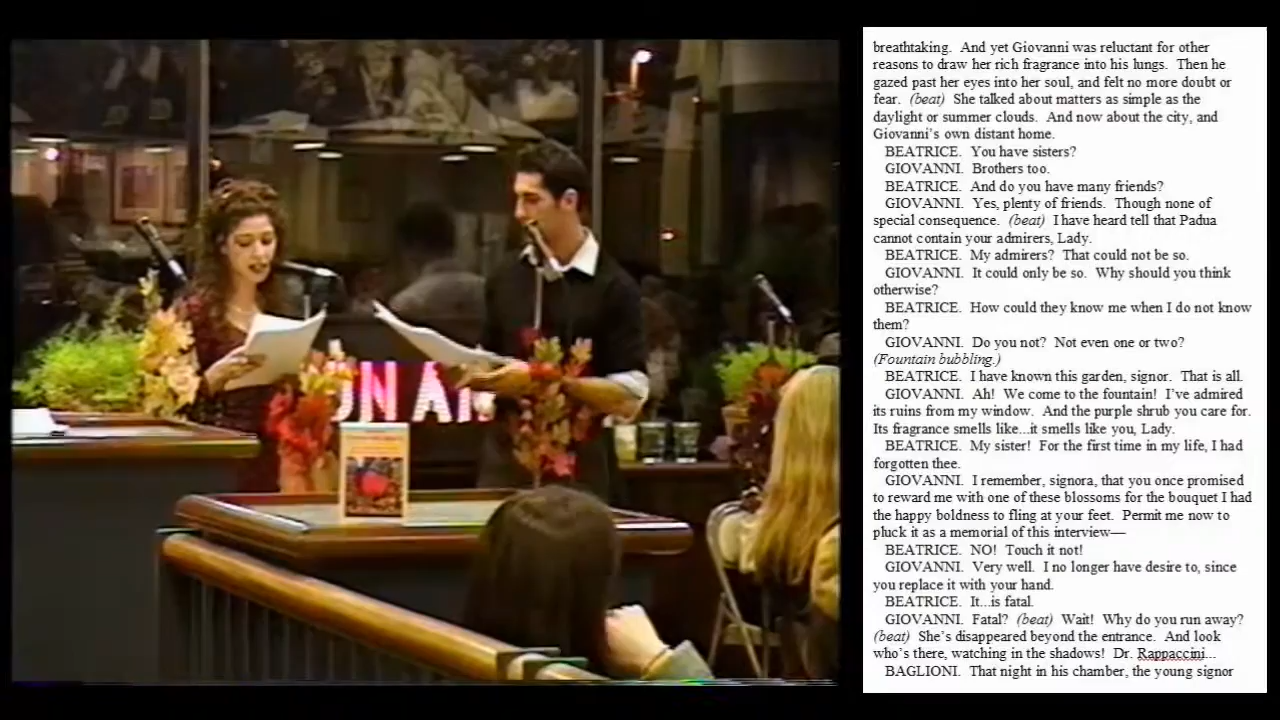 ON AIR
breathtaking.  And yet Giovanni was reluctant for other
reasons to draw her rich fragrance into his lungs.  Then he
gazed past her eyes into her soul, and felt no more doubt or
fear.  (beat)  She talked about matters as simple as the
daylight or summer clouds.  And now about the city, and
Giovanni's own distant home.
BEATRICE.  You have sisters?
GIOVANNI.  Brothers too.
BEATRICE.  And do you have many friends?
GIOVANNI.  Yes, plenty of friends.  Though none of
special consequence.  (beat)  I have heard tell that Padua
cannot contain your admirers, Lady.
BEATRICE.  My admirers?  That could not be so.
GIOVANNI.  It could only be so.  Why should you think
otherwise?
BEATRICE.  How could they know me when I do not know
them?
GIOVANNI.  Do you not?  Not even one or two?
(Fountain bubbling.)
BEATRICE.  I have known this garden, signor.  That is all.
GIOVANNI.  Ah!  We come to the fountain!  I've admired
its ruins from my window.  And the purple shrub you care for.
Its fragrance smells like...it smells like you, Lady.
BEATRICE.  My sister!  For the first time in my life, I had
forgotten thee.
GIOVANNI.  I remember, signora, that you once promised
to reward me with one of these blossoms for the bouquet I had
the happy boldness to fling at your feet.  Permit me now to
pluck it as a memorial of this interview—
BEATRICE.  NO!  Touch it not!
GIOVANNI.  Very well.  I no longer have desire to, since
you replace it with your hand.
BEATRICE.  It...is fatal.
GIOVANNI.  Fatal?  (beat)  Wait!  Why do you run away?
(beat)  She's disappeared beyond the entrance.  And look
who's there, watching in the shadows!  Dr. Rappaccini...
BAGLIONI.  That night in his chamber, the young signor